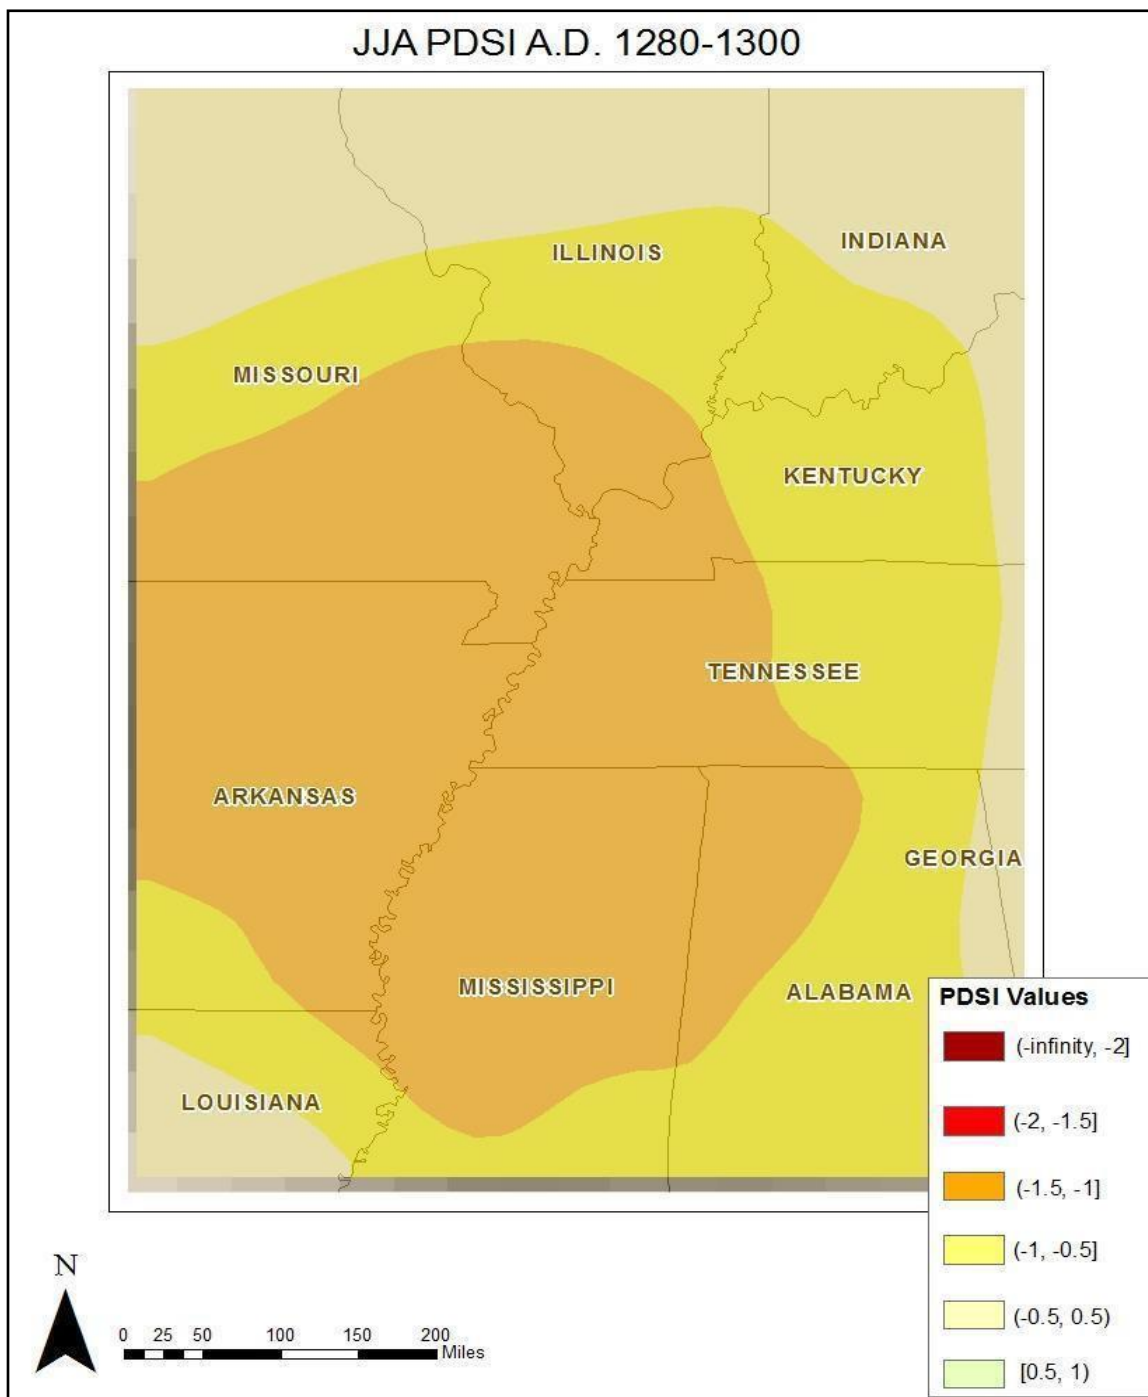 JJA PDSI A.D. 1280-1300
ILLINOIS
INDIANA
MISSOURI
KENTUCKY
TENNESSEE
ARKANSAS
GEORGIA
MISSISSIPPI
ALABAMA
LOUISIANA
PDSI Values
(-infinity, -2]
(-2, -1.5]
(-1.5, -1]
(-1, -0.5]
(-0.5, 0.5)
[0.5, 1)
N
0 25 50 100 150 200
Miles